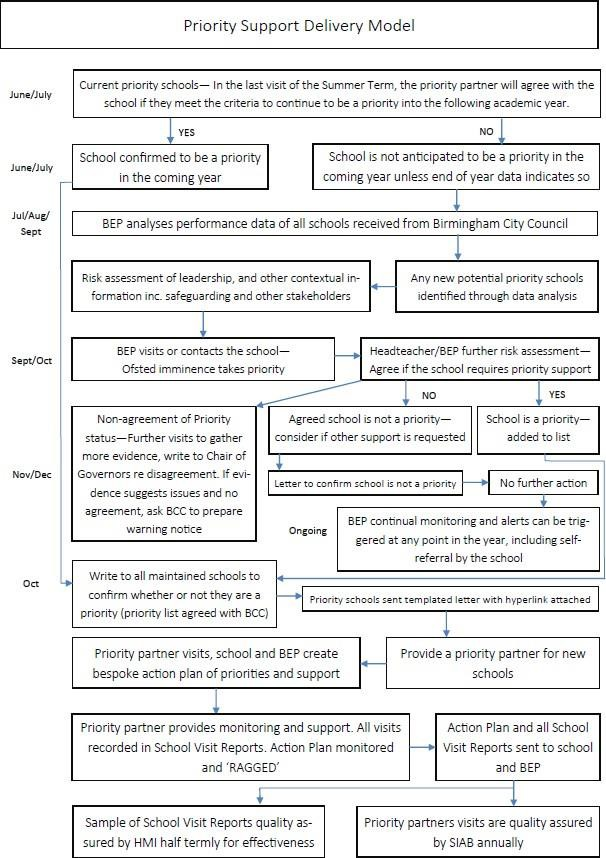 Priority Support Delivery Model
June/July
Current priority schools— In the last visit of the Summer Term, the priority partner will agree with the
school if they meet the criteria to continue to be a priority into the following academic year.
YES
NO
June/July
School confirmed to be a priority
in the coming year
School is not anticipated to be a priority in the
coming year unless end of year data indicates so
Jul/Aug/
Sept
BEP analyses performance data of all schools received from Birmingham City Council
Risk assessment of leadership, and other contextual in-
formation inc. safeguarding and other stakeholders
Any new potential priority schools
identified through data analysis
Sept/Oct
BEP visits or contacts the school—
Ofsted imminence takes priority
Headteacher/BEP further risk assessment—
Agree if the school requires priority support
NO
YES
Non-agreement of Priority
status—Further visits to gather
more evidence, write to Chair of
Governors re disagreement. If evi-
dence suggests issues and no
agreement, ask BCC to prepare
warning notice
Agreed school is not a priority—
consider if other support is requested
School is a priority—
added to list
Nov/Dec
Letter to confirm school is not a priority
No further action
Ongoing
BEP continual monitoring and alerts can be trig-
gered at any point in the year, including self-
referral by the school
Oct
Write to all maintained schools to
confirm whether or not they are a
priority (priority list agreed with BCC)
Priority schools sent templated letter with hyperlink attached
Priority partner visits, school and BEP create
bespoke action plan of priorities and support
Provide a priority partner for new
schools
Priority partner provides monitoring and support. All visits
recorded in School Visit Reports. Action Plan monitored
and ‘RAGGED’
Action Plan and all School
Visit Reports sent to school
and BEP
Sample of School Visit Reports quality as-
sured by HMI half termly for effectiveness
Priority partners visits are quality assured
by SIAB annually